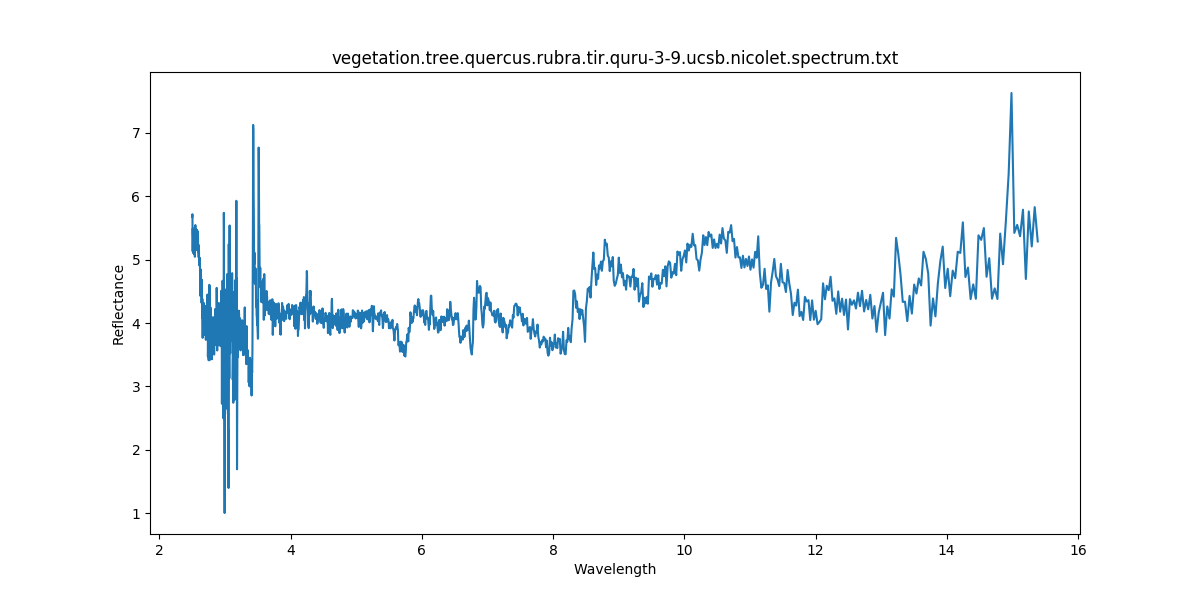 vegetation.tree.quercus.rubra.tir.quru-3-9.ucsb.nicolet.spectrum.txt
7
6
5
4
3
2
1
Reflectance
2 4 6 8 10 12 14 16
Wavelength